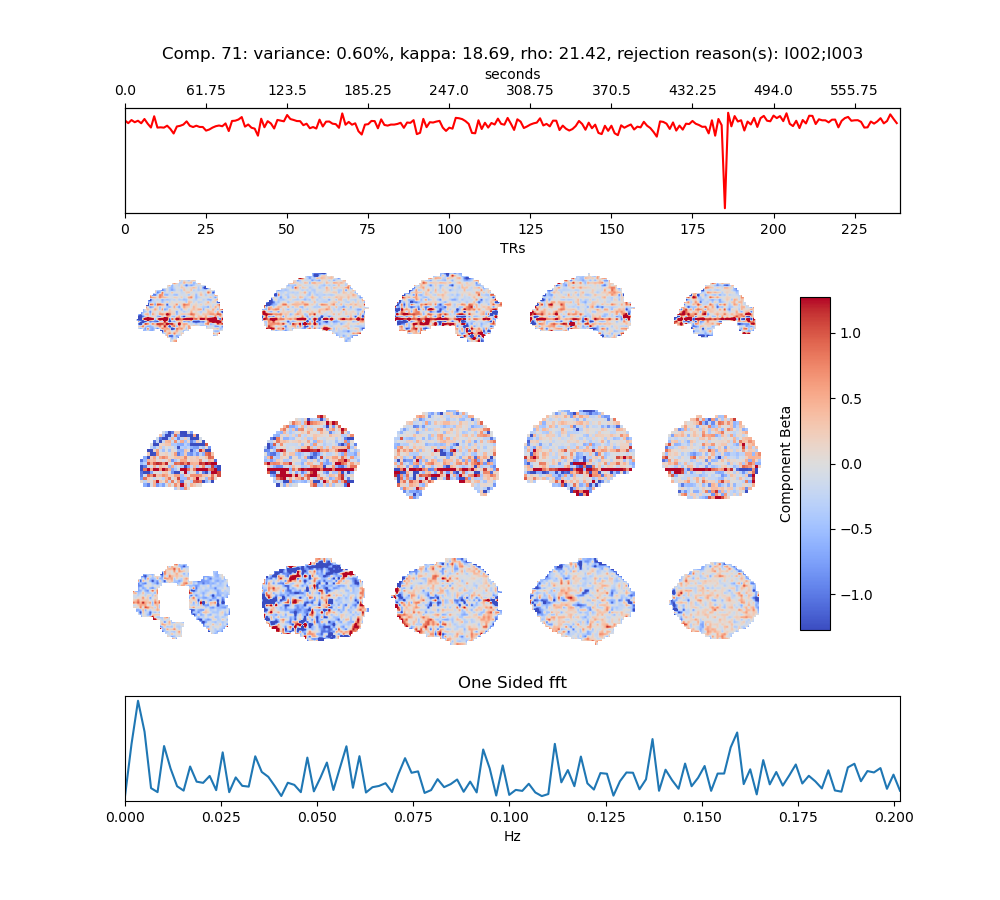 Comp. 71: variance: 0.60%, kappa: 18.69, rho: 21.42, rejection reason(s): I002;I003
seconds
0.0 61.75 123.5 185.25 247.0 308.75 370.5 432.25 494.0 555.75
0 25 50 75 100 125 150 175 200 225
TRs
Component Beta
1.0
0.5
0.0
−0.5
−1.0
One Sided fft
0.000 0.025 0.050 0.075 0.100 0.125 0.150 0.175 0.200
Hz